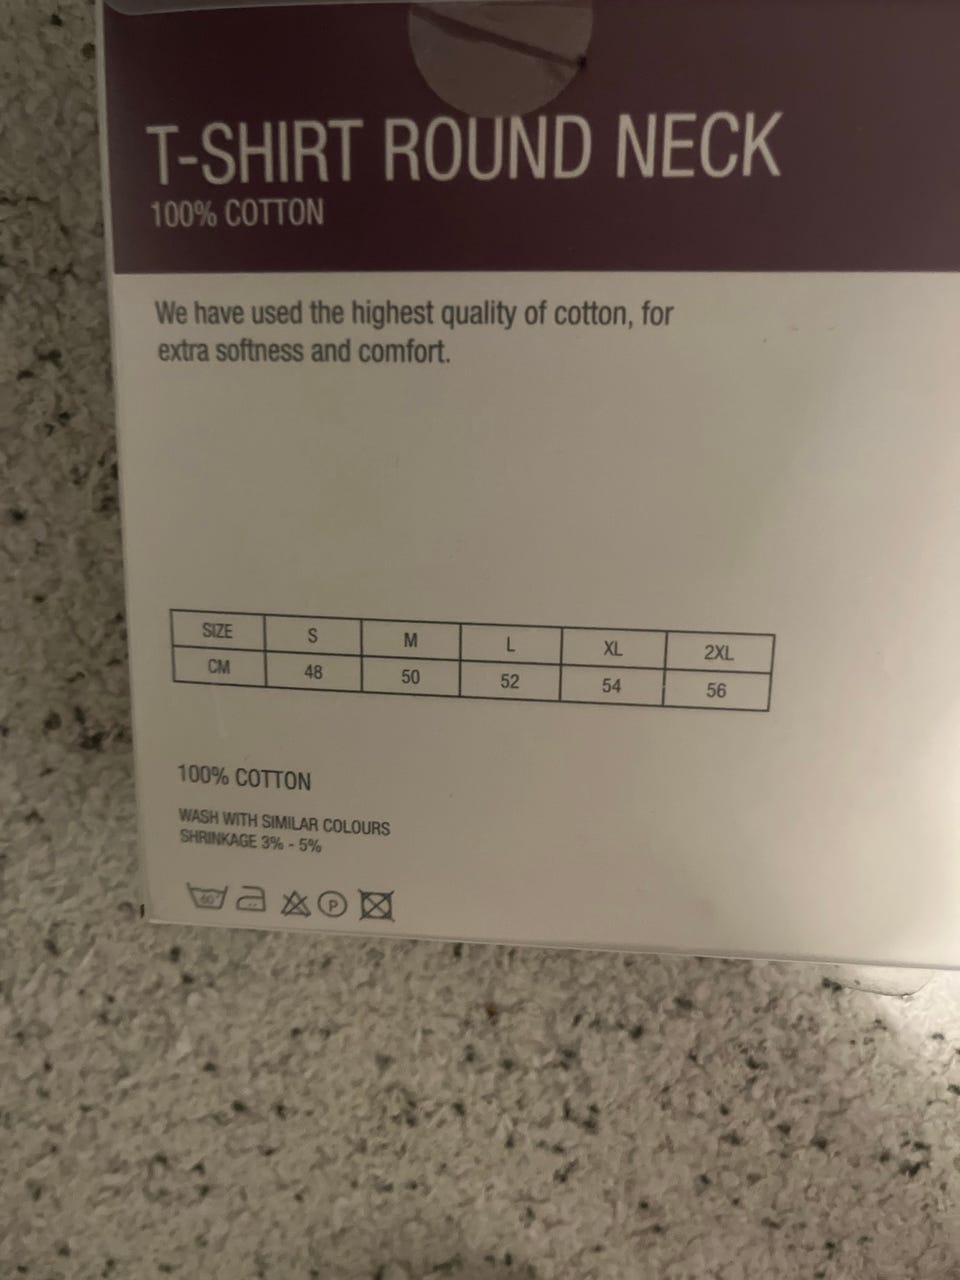 T-SHIRT ROUND NECK
100% COTTON
We have used the highest quality of cotton, for
extra softness and comfort.
SIZE S M L XL 2XL
CM 48 50 52 54 56
100% COTTON
WASH WITH SIMILAR COLOURS
SHRINKAGE 3% - 5%
60° P